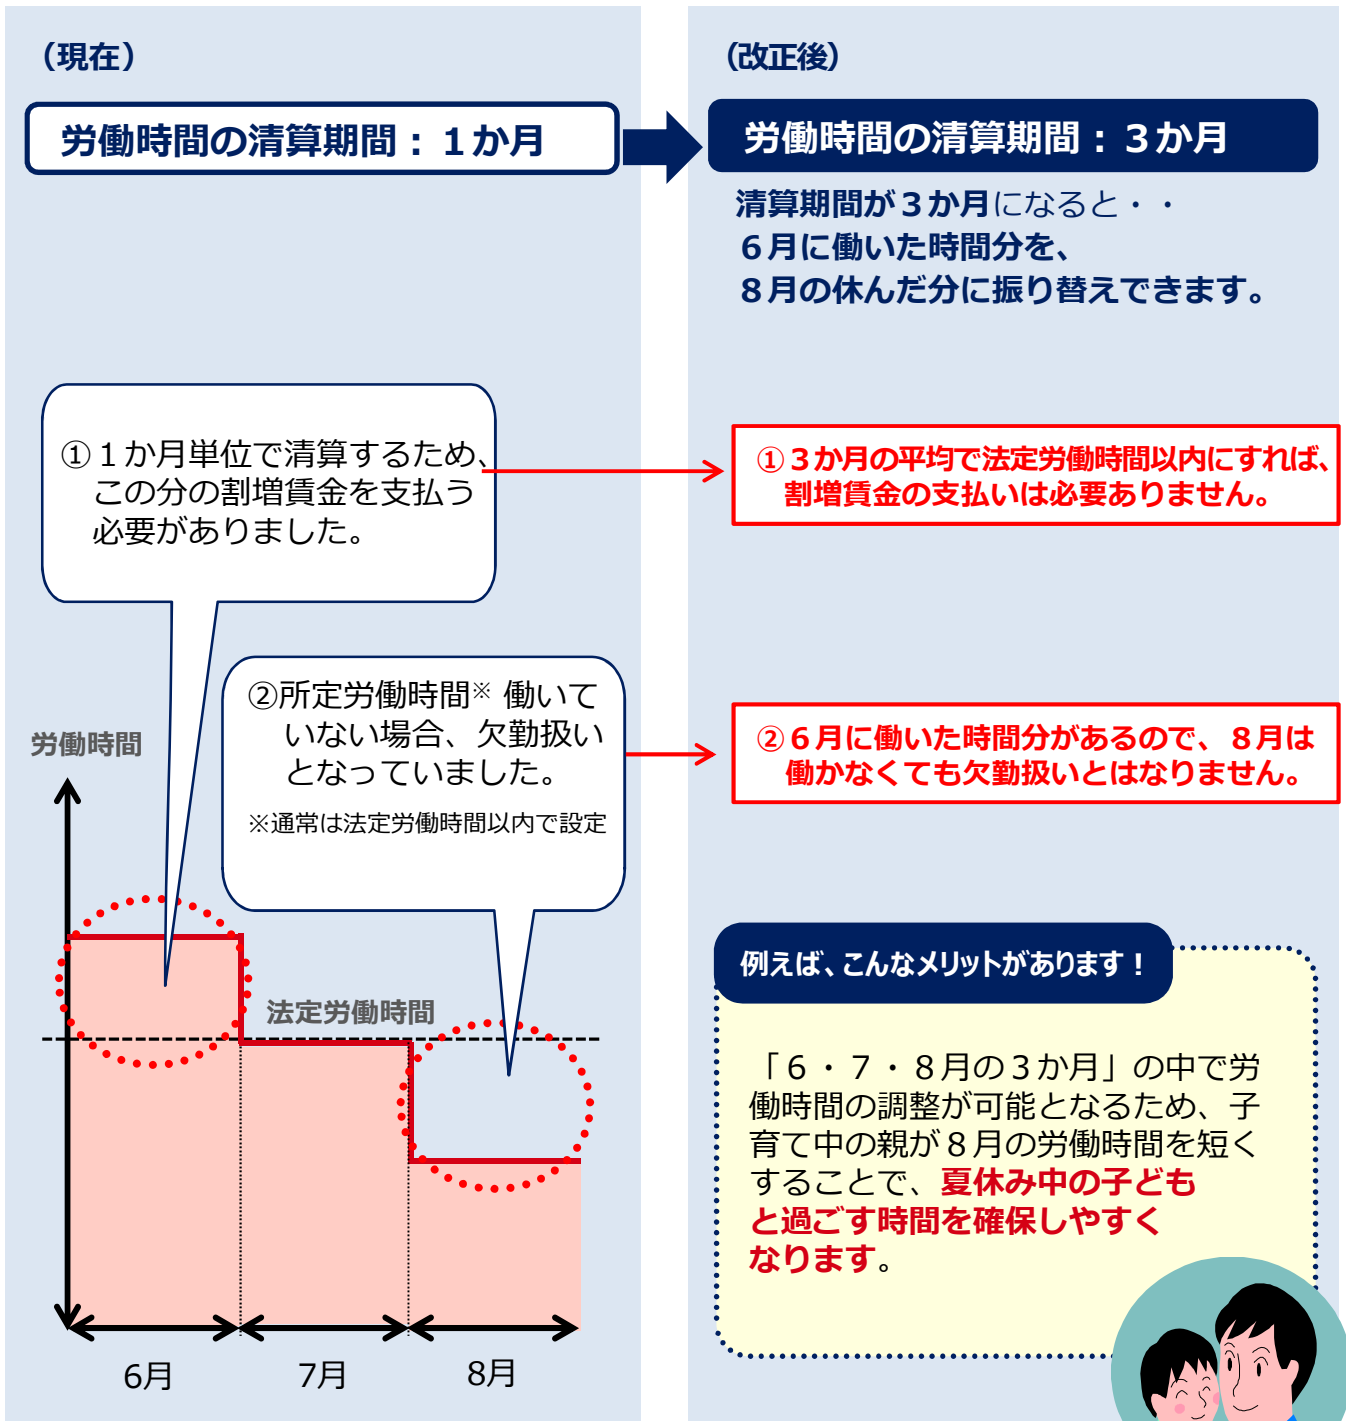 （現在）
労働時間の清算期間：１か月
①１か月単位で清算するため、
この分の割増賃金を支払う
必要がありました。
②所定労働時間※ 働いて
いない場合、欠勤扱い
となっていました。
※通常は法定労働時間以内で設定
労働時間
法定労働時間
6月
7月
8月
（改正後）
労働時間の清算期間：３か月
清算期間が３か月になると・・
６月に働いた時間分を、
８月の休んだ分に振り替えできます。
①３か月の平均で法定労働時間以内にすれば、
割増賃金の支払いは必要ありません。
②６月に働いた時間分があるので、８月は
働かなくても欠勤扱いとはなりません。
例えば、こんなメリットがあります！
「６・７・８月の３か月」の中で労
働時間の調整が可能となるため、子
育て中の親が８月の労働時間を短く
することで、夏休み中の子ども
と過ごす時間を確保しやすく
なります。